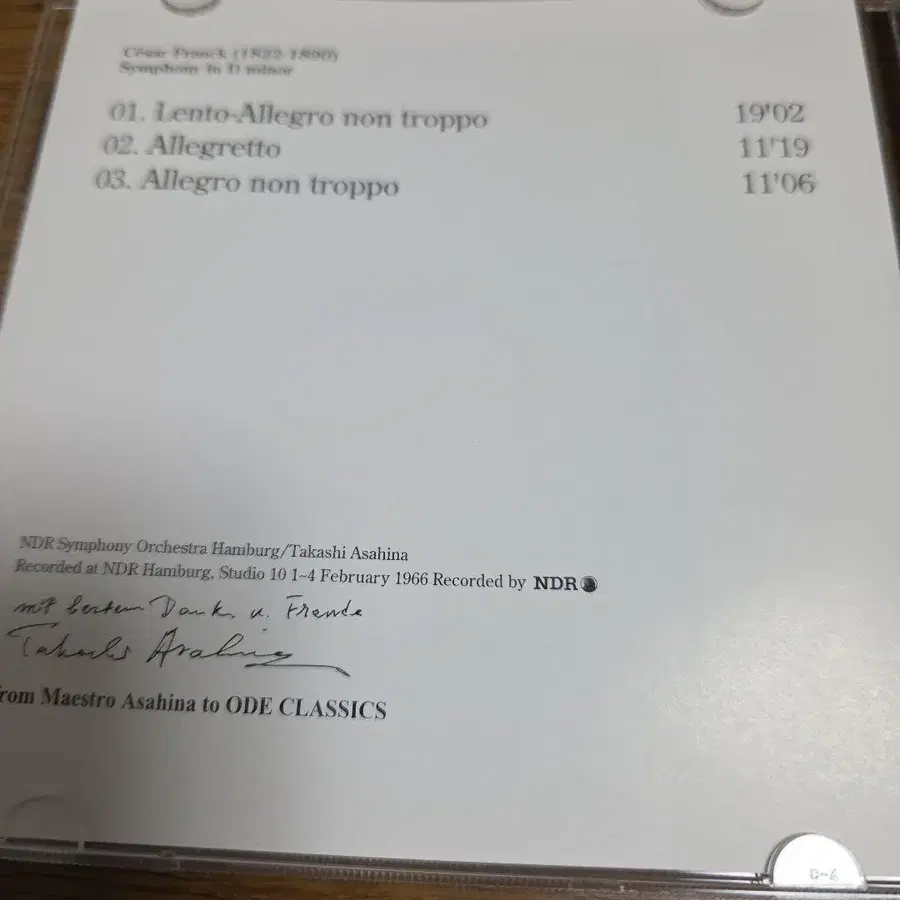 César Franck (1822-1890)
Symphony in D minor
01. Lento-Allegro non troppo 19'02
02. Allegretto 11'19
03. Allegro non troppo 11'06
NDR Symphony Orchestra Hamburg/Takashi Asahina
Recorded at NDR Hamburg, Studio 10 1~4 February 1966 Recorded by NDR
mit bestem Dank u. Freude
Takashi Asahina
from Maestro Asahina to ODE CLASSICS